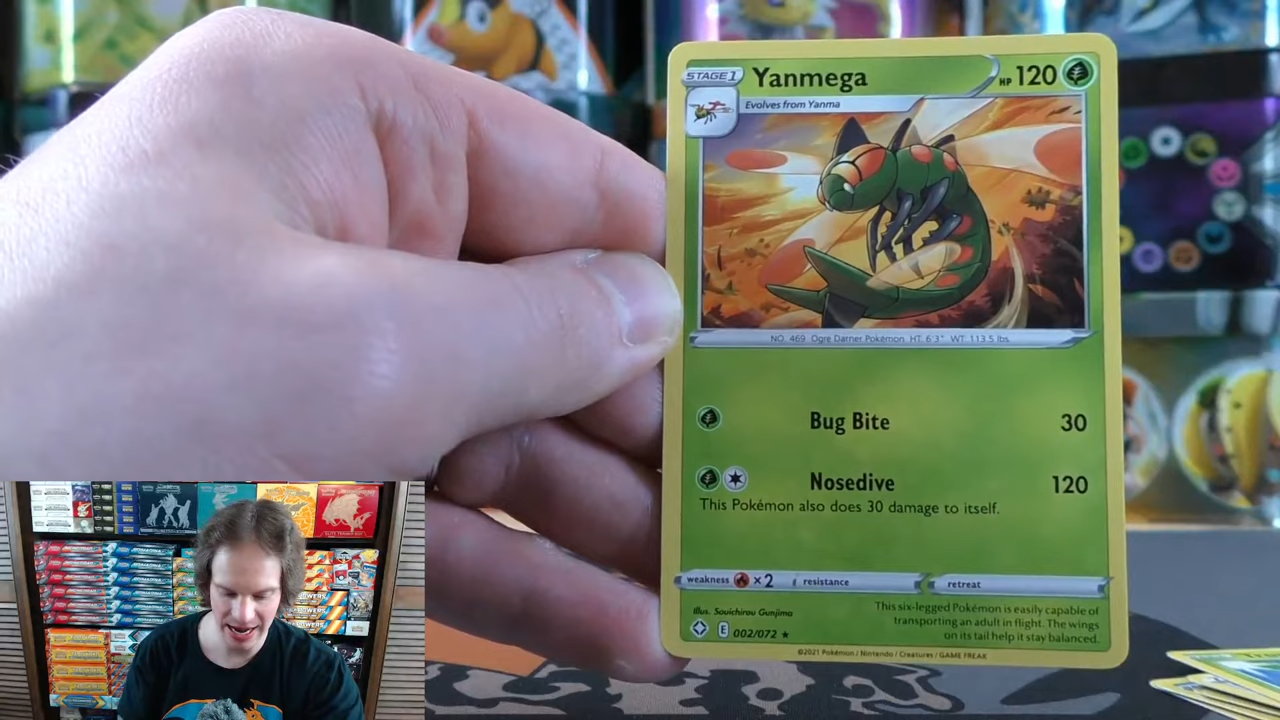 STAGE 1
Yanmega
HP 120
Evolves from Yanma
NO. 469 Ogre Darner Pokémon HT. 6'3" WT. 113.5 lbs.
Bug Bite 30
Nosedive 120
This Pokémon also does 30 damage to itself.
weakness ×2 resistance retreat
Illus. Souichirou Gunjima
E 002/072 ★
This six-legged Pokémon is easily capable of
transporting an adult in flight. The wings
on its tail help it stay balanced.
©2021 Pokémon / Nintendo / Creatures / GAME FREAK